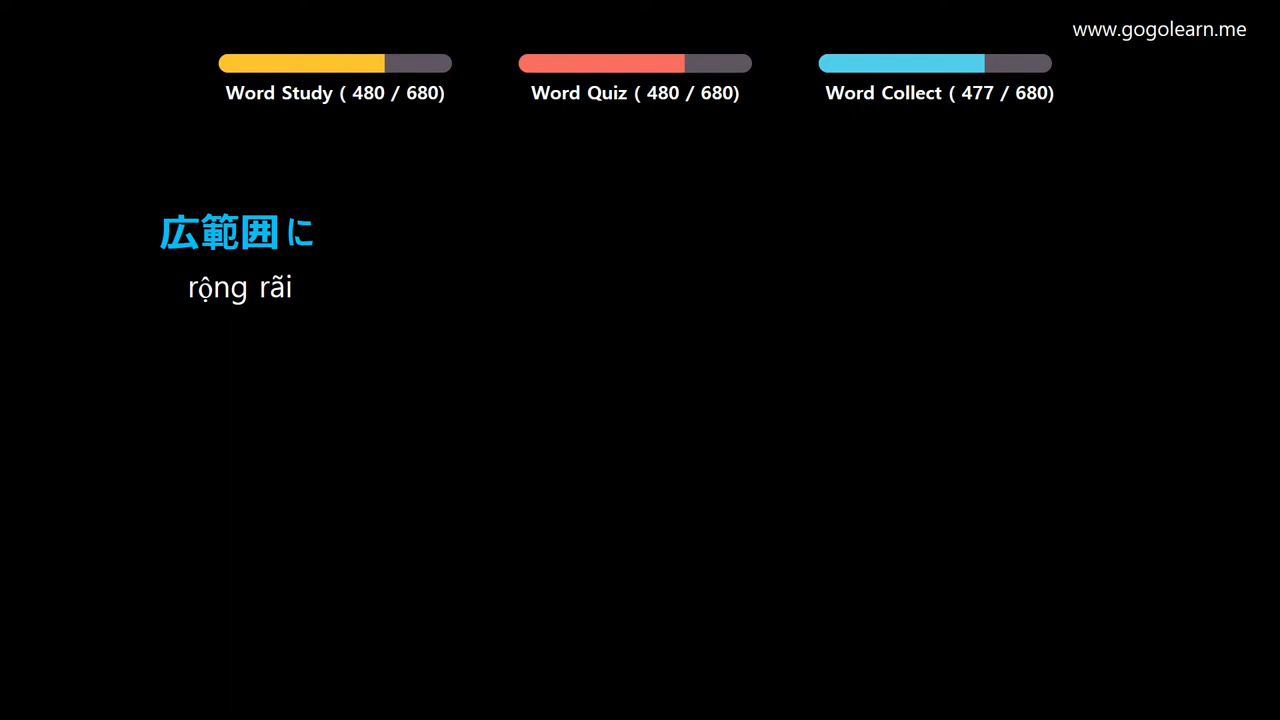 www.gogolearn.me
Word Study ( 480 / 680)
Word Quiz ( 480 / 680)
Word Collect ( 477 / 680)
広範囲に
rộng rãi